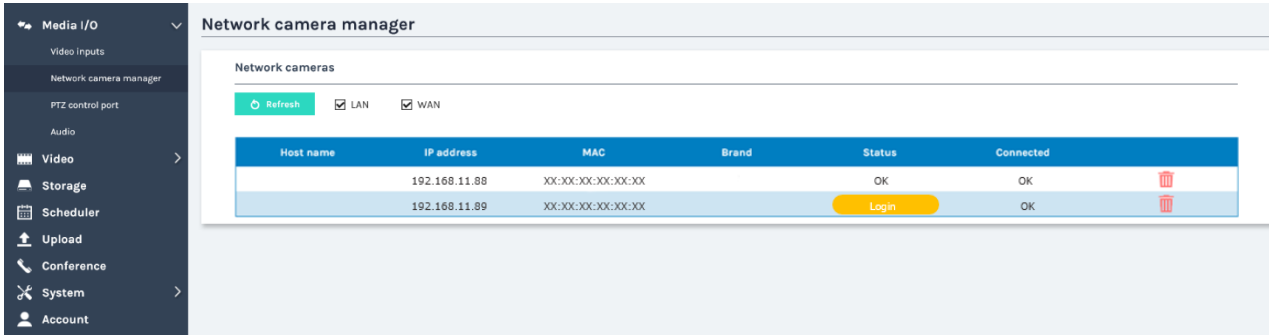 Media I/O
Video inputs
Network camera manager
PTZ control port
Audio
Video
Storage
Scheduler
Upload
Conference
System
Account
Network camera manager
Network cameras
Refresh LAN WAN
Host name IP address MAC Brand Status Connected
192.168.11.88 XX:XX:XX:XX:XX:XX OK OK
192.168.11.89 XX:XX:XX:XX:XX:XX Login OK